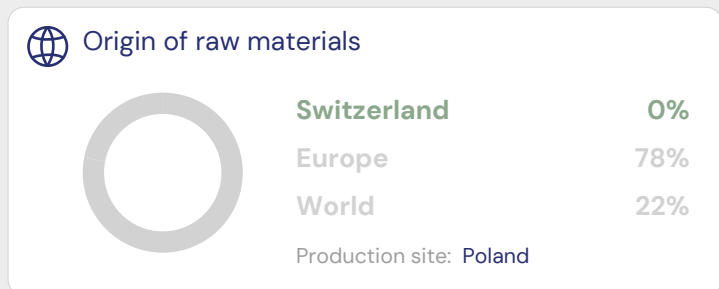 Origin of raw materials
Switzerland 0%
Europe 78%
World 22%
Production site: Poland